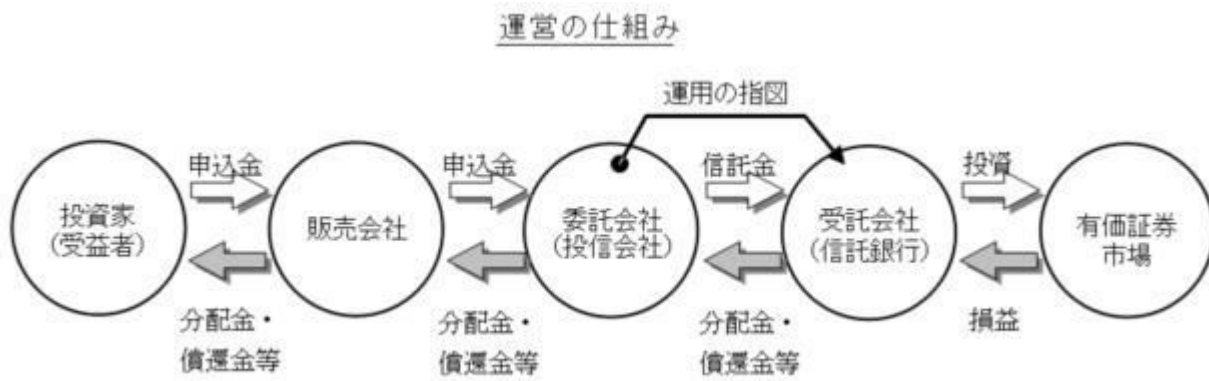 運営の仕組み
運用の指図
申込金
申込金
信託金
投資
投資家
(受益者)
販売会社
委託会社
(投信会社)
受託会社
(信託銀行)
有価証券
市場
分配金・
償還金等
分配金・
償還金等
分配金・
償還金等
損益